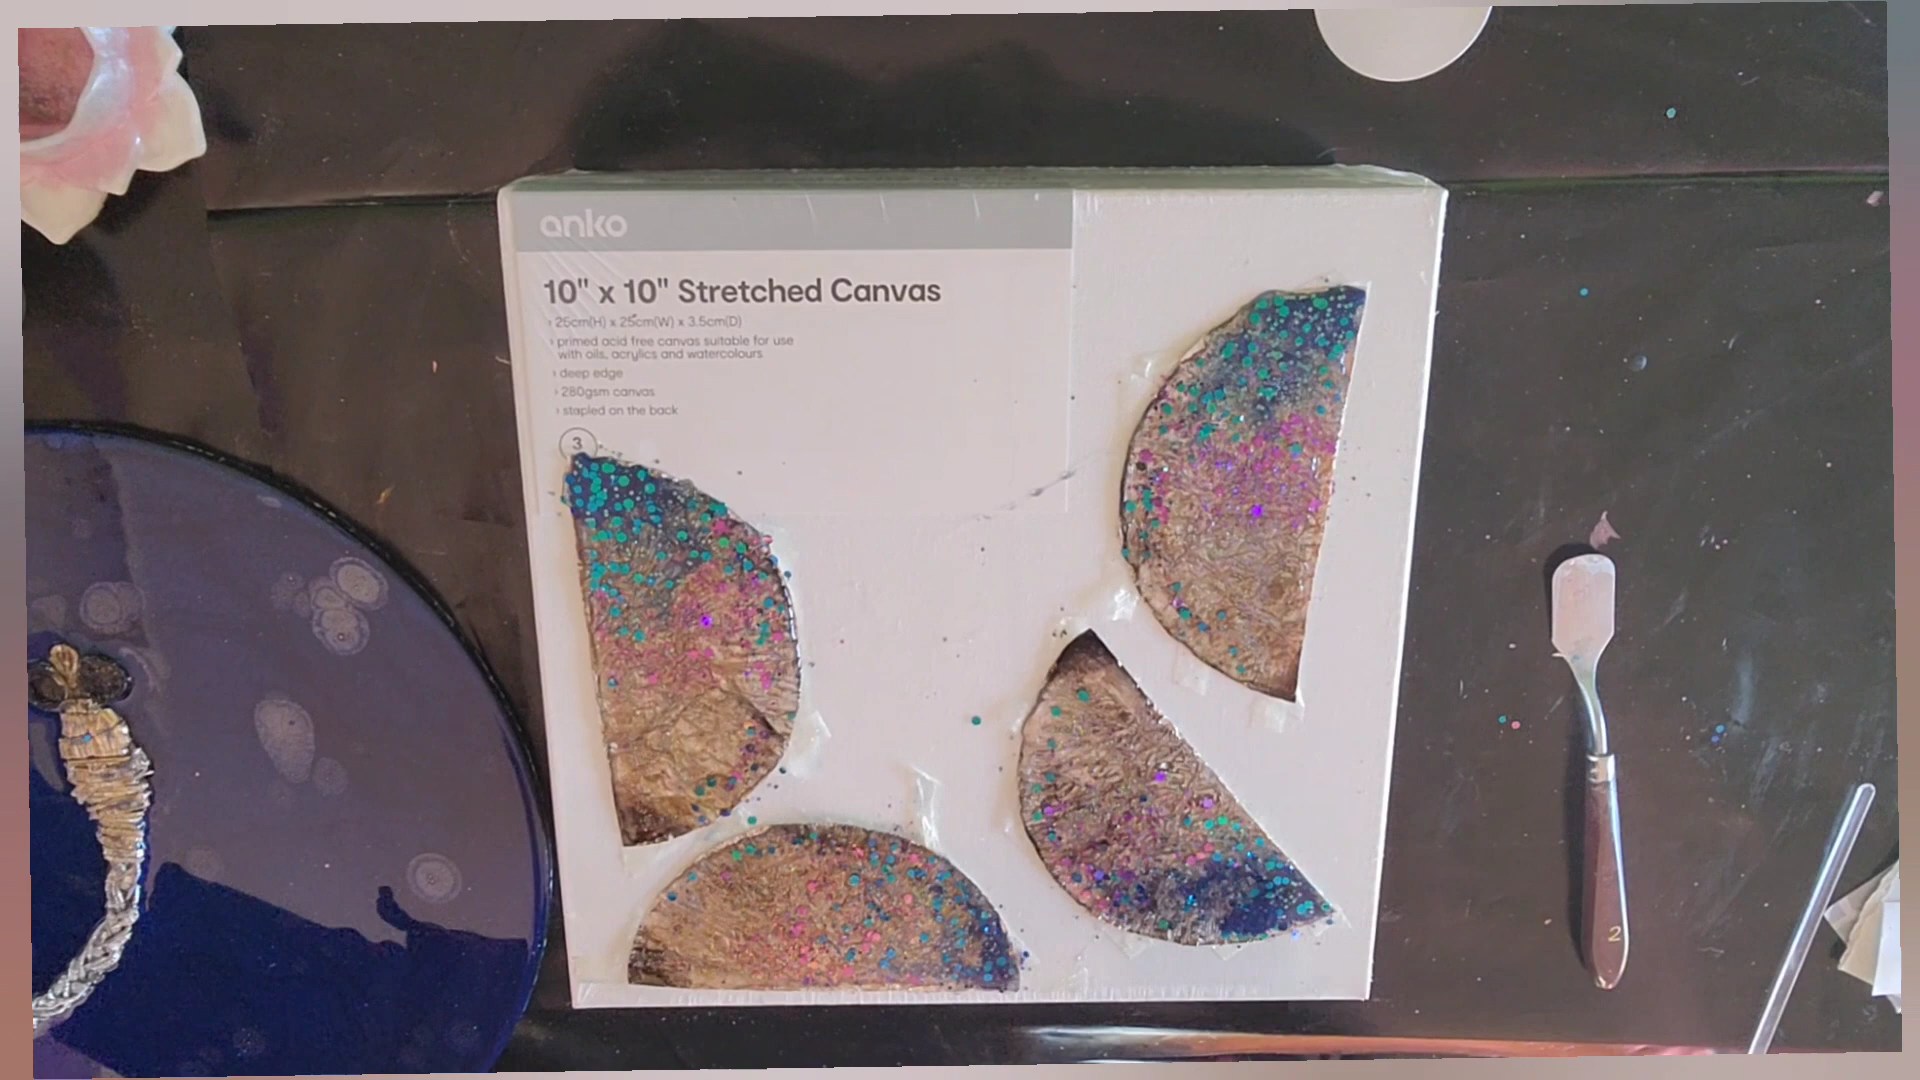 anko
10" x 10" Stretched Canvas
› 25cm(H) x 25cm(W) x 3.5cm(D)
› primed acid free canvas suitable for use
with oils, acrylics and watercolours
› deep edge
› 280gsm canvas
› stapled on the back
3
2